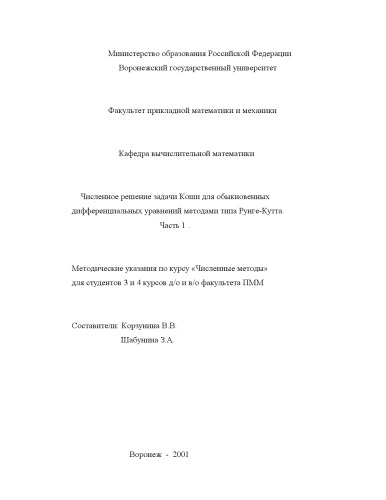 Министерство образования Российской Федерации
Воронежский государственный университет
Факультет прикладной математики и механики
Кафедра вычислительной математики
Численное решение задачи Коши для обыкновенных
дифференциальных уравнений методами типа Рунге-Кутта.
Часть 1 .
Методические указания по курсу «Численные методы»
для студентов 3 и 4 курсов д/о и в/о факультета ПММ
Составители: Корзунина В.В.
Шабунина З.А.
Воронеж - 2001